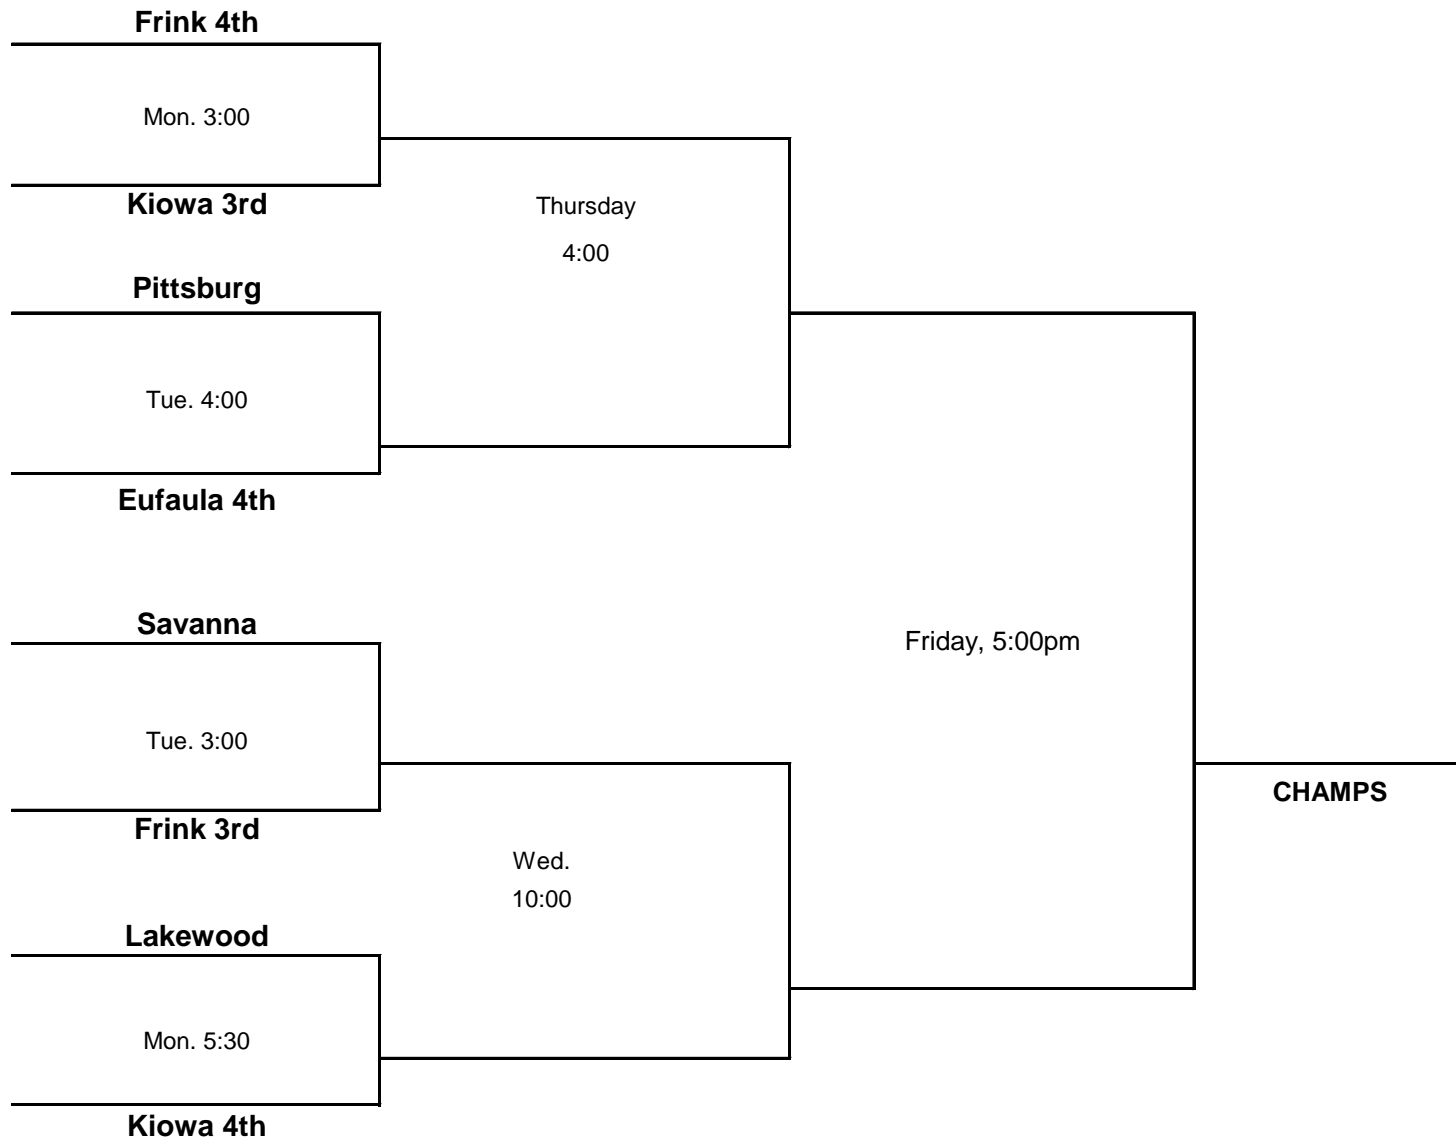 Frink 4th
Mon. 3:00
Kiowa 3rd
Thursday
4:00
Pittsburg
Tue. 4:00
Eufaula 4th
Savanna
Friday, 5:00pm
Tue. 3:00
CHAMPS
Frink 3rd
Wed.
10:00
Lakewood
Mon. 5:30
Kiowa 4th